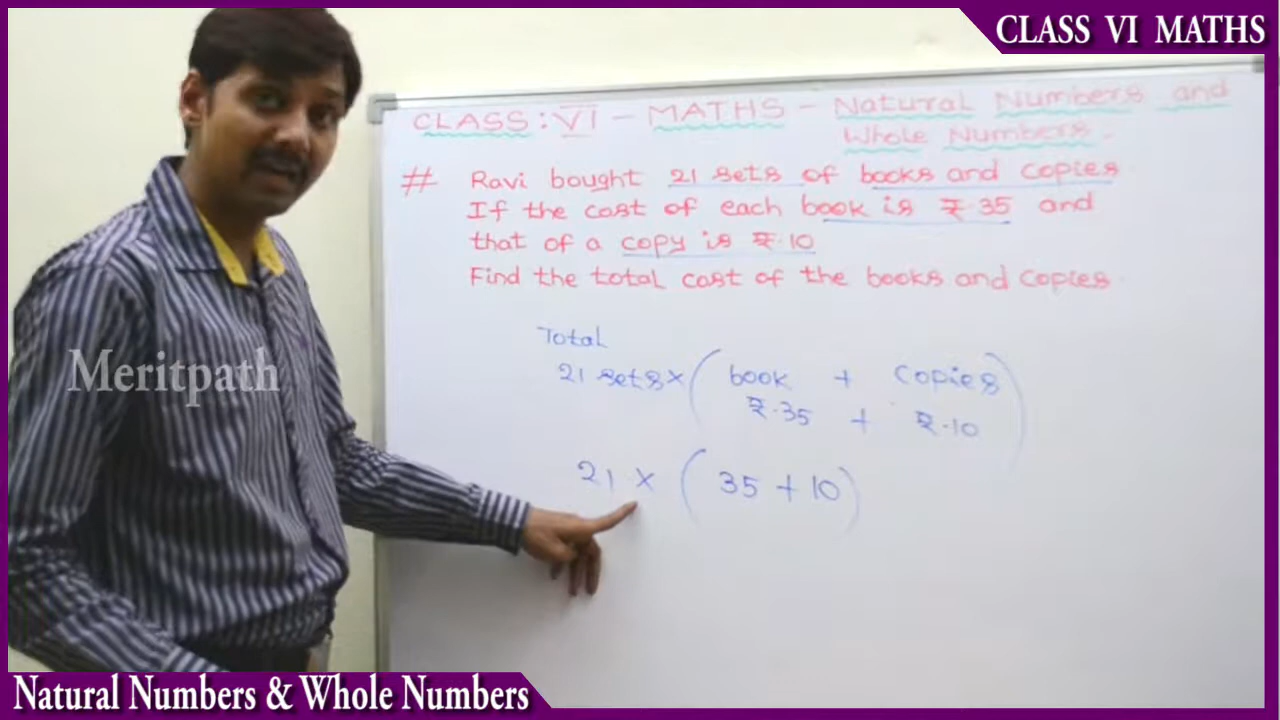 CLASS VI MATHS
CLASS : VI - MATHS - Natural Numbers and
Whole Numbers.
# Ravi bought 21 sets of books and copies
If the cost of each book is ₹.35 and
that of a copy is ₹.10
Find the total cost of the books and copies
Total
21 sets × ( book + copies
₹.35 + ₹.10 )
21 × ( 35 + 10 )
Meritpath
Natural Numbers & Whole Numbers